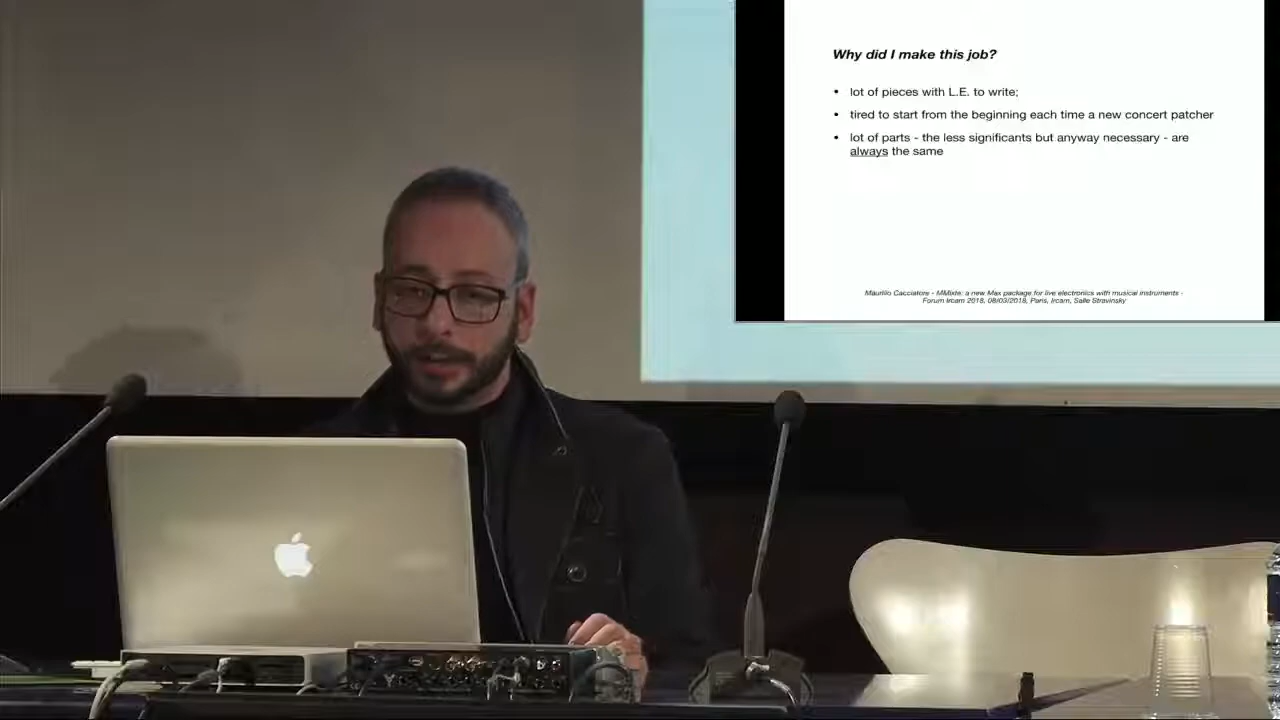 Why did I make this job?
• lot of pieces with L.E. to write;
• tired to start from the beginning each time a new concert patcher
• lot of parts - the less significants but anyway necessary - are
always the same
Maurilio Cacciatore - MMixte: a new Max package for live electronics with musical instruments -
Forum Ircam 2018, 08/03/2018, Paris, Ircam, Salle Stravinsky